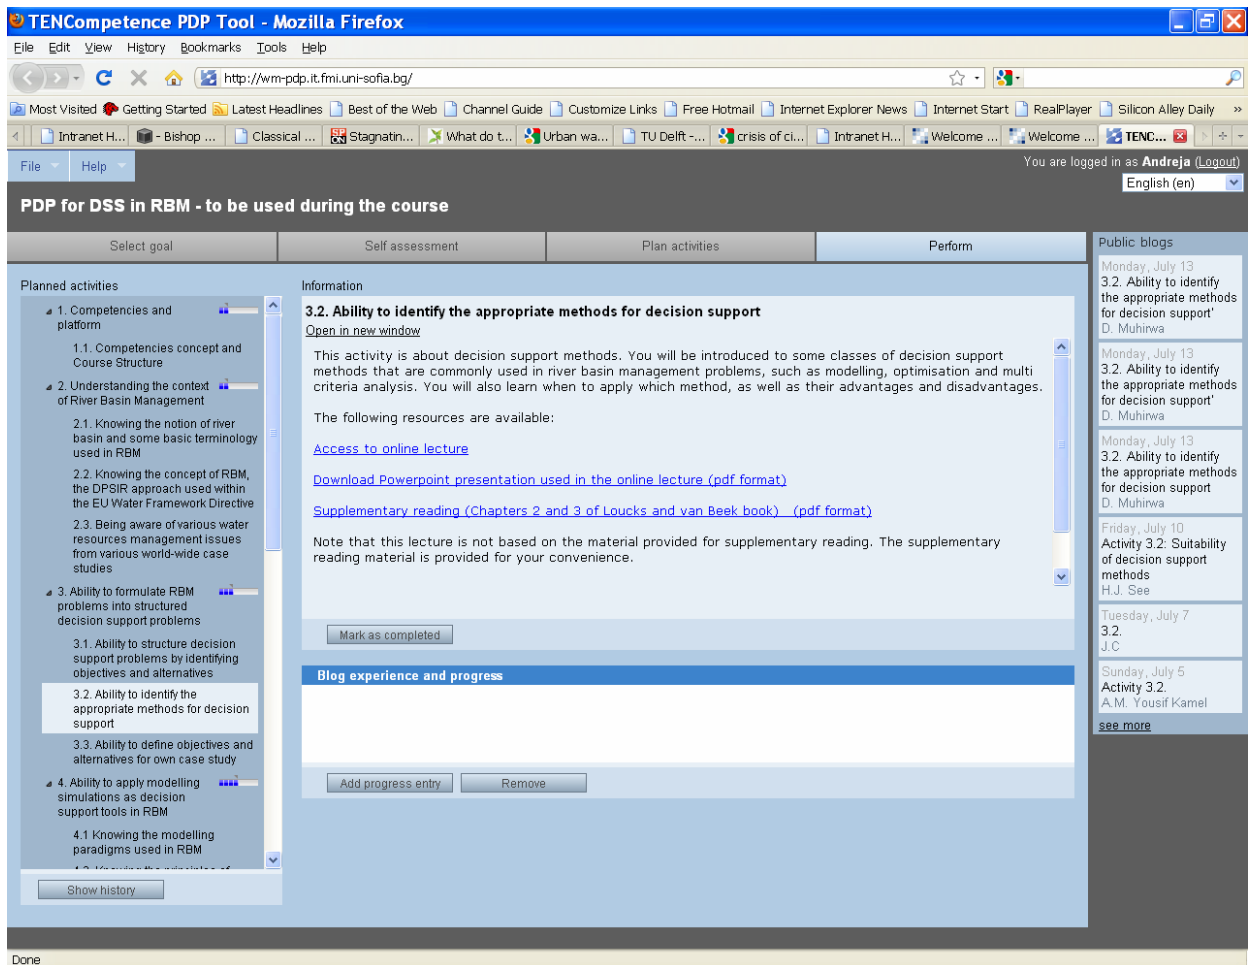 TENCompetence PDP Tool - Mozilla Firefox
File Edit View History Bookmarks Tools Help
http://wm-pdp.it.fmi.uni-sofia.bg/
Most Visited Getting Started Latest Headlines Best of the Web Channel Guide Customize Links Free Hotmail Internet Explorer News Internet Start RealPlayer Silicon Alley Daily »
Intranet H... - Bishop ... Classical ... Stagnatin... What do t... Urban wa... TU Delft -... crisis of ci... Intranet H... Welcome ... Welcome ... TENC...
File Help
You are logged in as Andreja (Logout)
English (en)
PDP for DSS in RBM - to be used during the course
Select goal Self assessment Plan activities Perform
Planned activities
1. Competencies and
platform
1.1. Competencies concept and
Course Structure
2. Understanding the context
of River Basin Management
2.1. Knowing the notion of river
basin and some basic terminology
used in RBM
2.2. Knowing the concept of RBM,
the DPSIR approach used within
the EU Water Framework Directive
2.3. Being aware of various water
resources management issues
from various world-wide case
studies
3. Ability to formulate RBM
problems into structured
decision support problems
3.1. Ability to structure decision
support problems by identifying
objectives and alternatives
3.2. Ability to identify the
appropriate methods for decision
support
3.3. Ability to define objectives and
alternatives for own case study
4. Ability to apply modelling
simulations as decision
support tools in RBM
4.1 Knowing the modelling
paradigms used in RBM
Show history
Information
3.2. Ability to identify the appropriate methods for decision support
Open in new window
This activity is about decision support methods. You will be introduced to some classes of decision support
methods that are commonly used in river basin management problems, such as modelling, optimisation and multi
criteria analysis. You will also learn when to apply which method, as well as their advantages and disadvantages.
The following resources are available:
Access to online lecture
Download Powerpoint presentation used in the online lecture (pdf format)
Supplementary reading (Chapters 2 and 3 of Loucks and van Beek book) (pdf format)
Note that this lecture is not based on the material provided for supplementary reading. The supplementary
reading material is provided for your convenience.
Mark as completed
Blog experience and progress
Add progress entry Remove
Public blogs
Monday, July 13
3.2. Ability to identify
the appropriate methods
for decision support'
D. Muhirwa
Monday, July 13
3.2. Ability to identify
the appropriate methods
for decision support'
D. Muhirwa
Monday, July 13
3.2. Ability to identify
the appropriate methods
for decision support
D. Muhirwa
Friday, July 10
Activity 3.2: Suitability
of decision support
methods
H.J. See
Tuesday, July 7
3.2.
J.C
Sunday, July 5
Activity 3.2.
A.M. Yousif Kamel
see more
Done